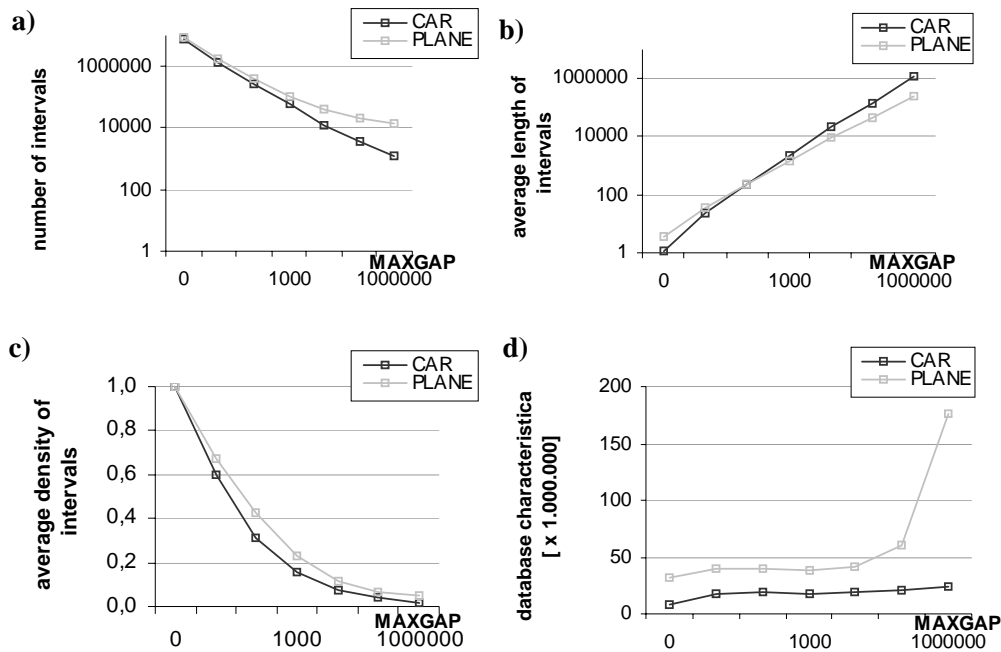 a)
CAR
PLANE
number of intervals
1000000
10000
100
1
MAXGAP
0
1000
1000000
b)
CAR
PLANE
average length of
intervals
1000000
10000
100
1
MAXGAP
0
1000
1000000
c)
CAR
PLANE
average density of
intervals
1,0
0,8
0,6
0,4
0,2
0,0
MAXGAP
0
1000
1000000
d)
CAR
PLANE
database characteristica
[ x 1.000.000]
200
150
100
50
0
MAXGAP
0
1000
1000000